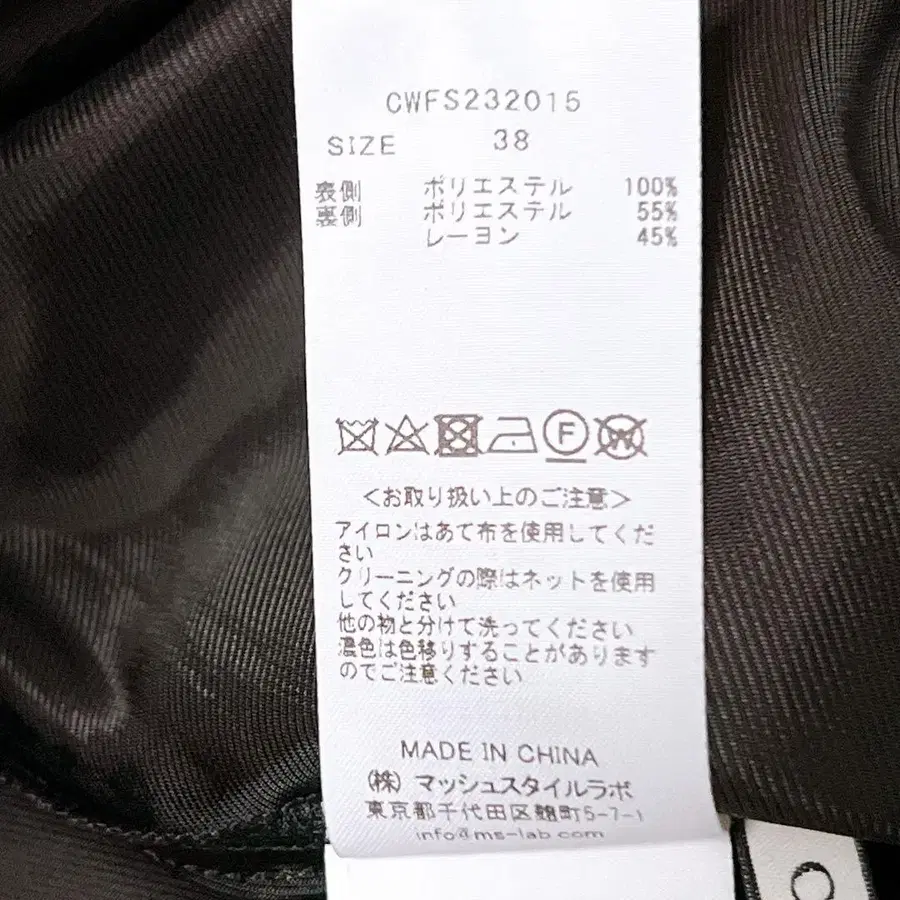 CWFS232015
SIZE 38
表側 ポリエステル 100%
裏側 ポリエステル 55%
レーヨン 45%
F W
<お取り扱い上のご注意>
アイロンはあて布を使用してくだ
さい
クリーニングの際はネットを使用
してください
他の物と分けて洗ってください
濃色は色移りすることがあります
のでご注意ください
MADE IN CHINA
(株) マッシュスタイルラボ
東京都千代田区麹町5-7-1
info@ms-lab.com